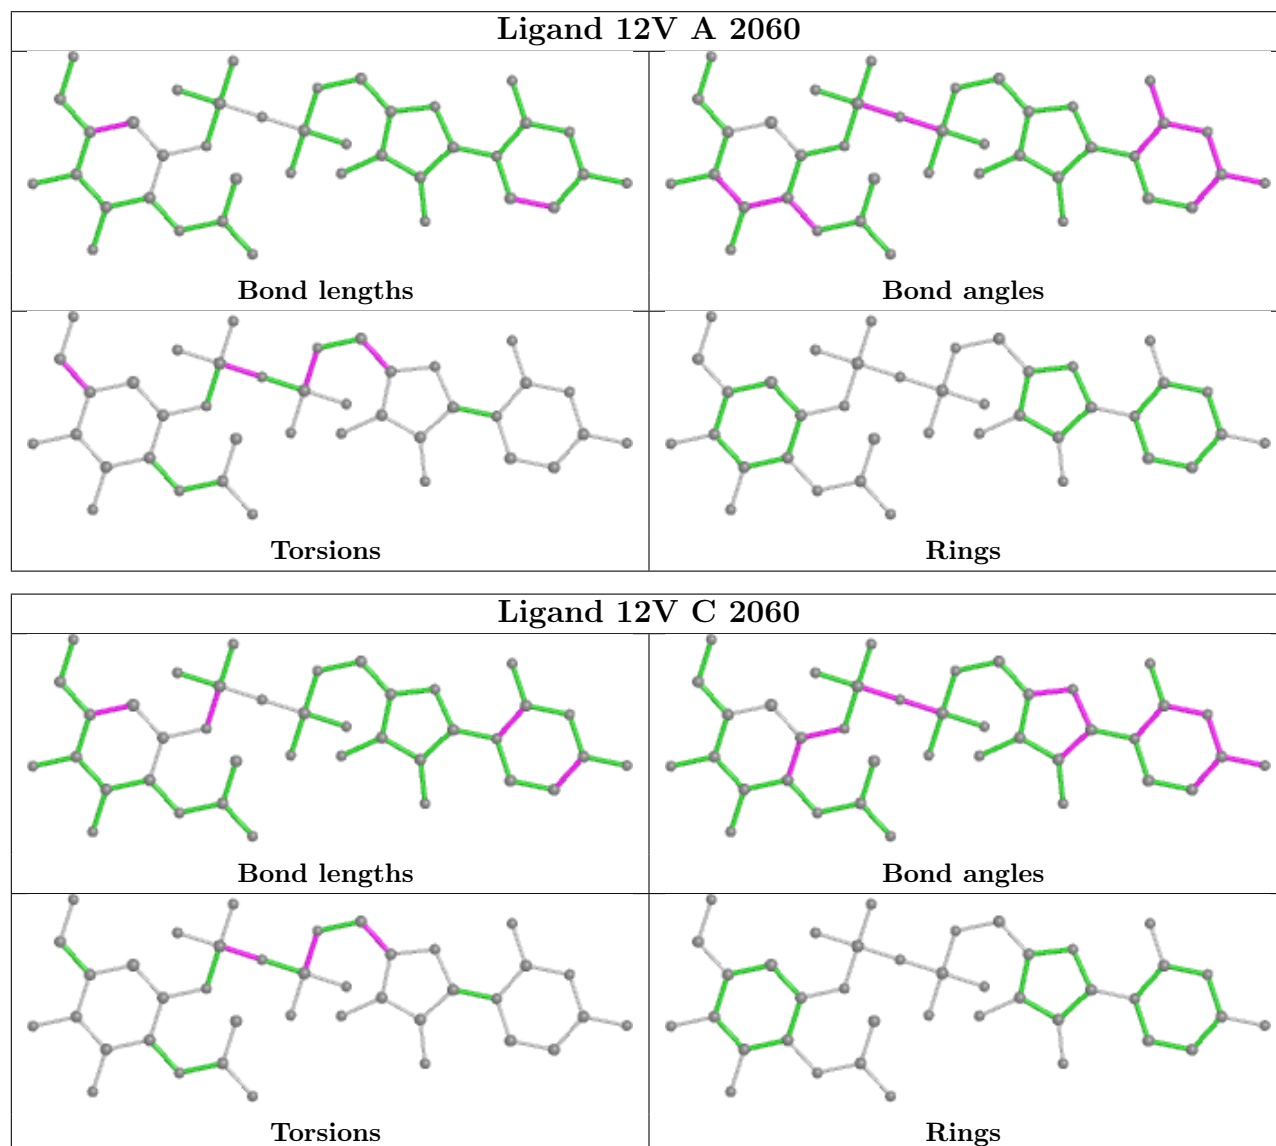 Ligand 12V A 2060
Bond lengths
Bond angles
Torsions
Rings
Ligand 12V C 2060
Bond lengths
Bond angles
Torsions
Rings